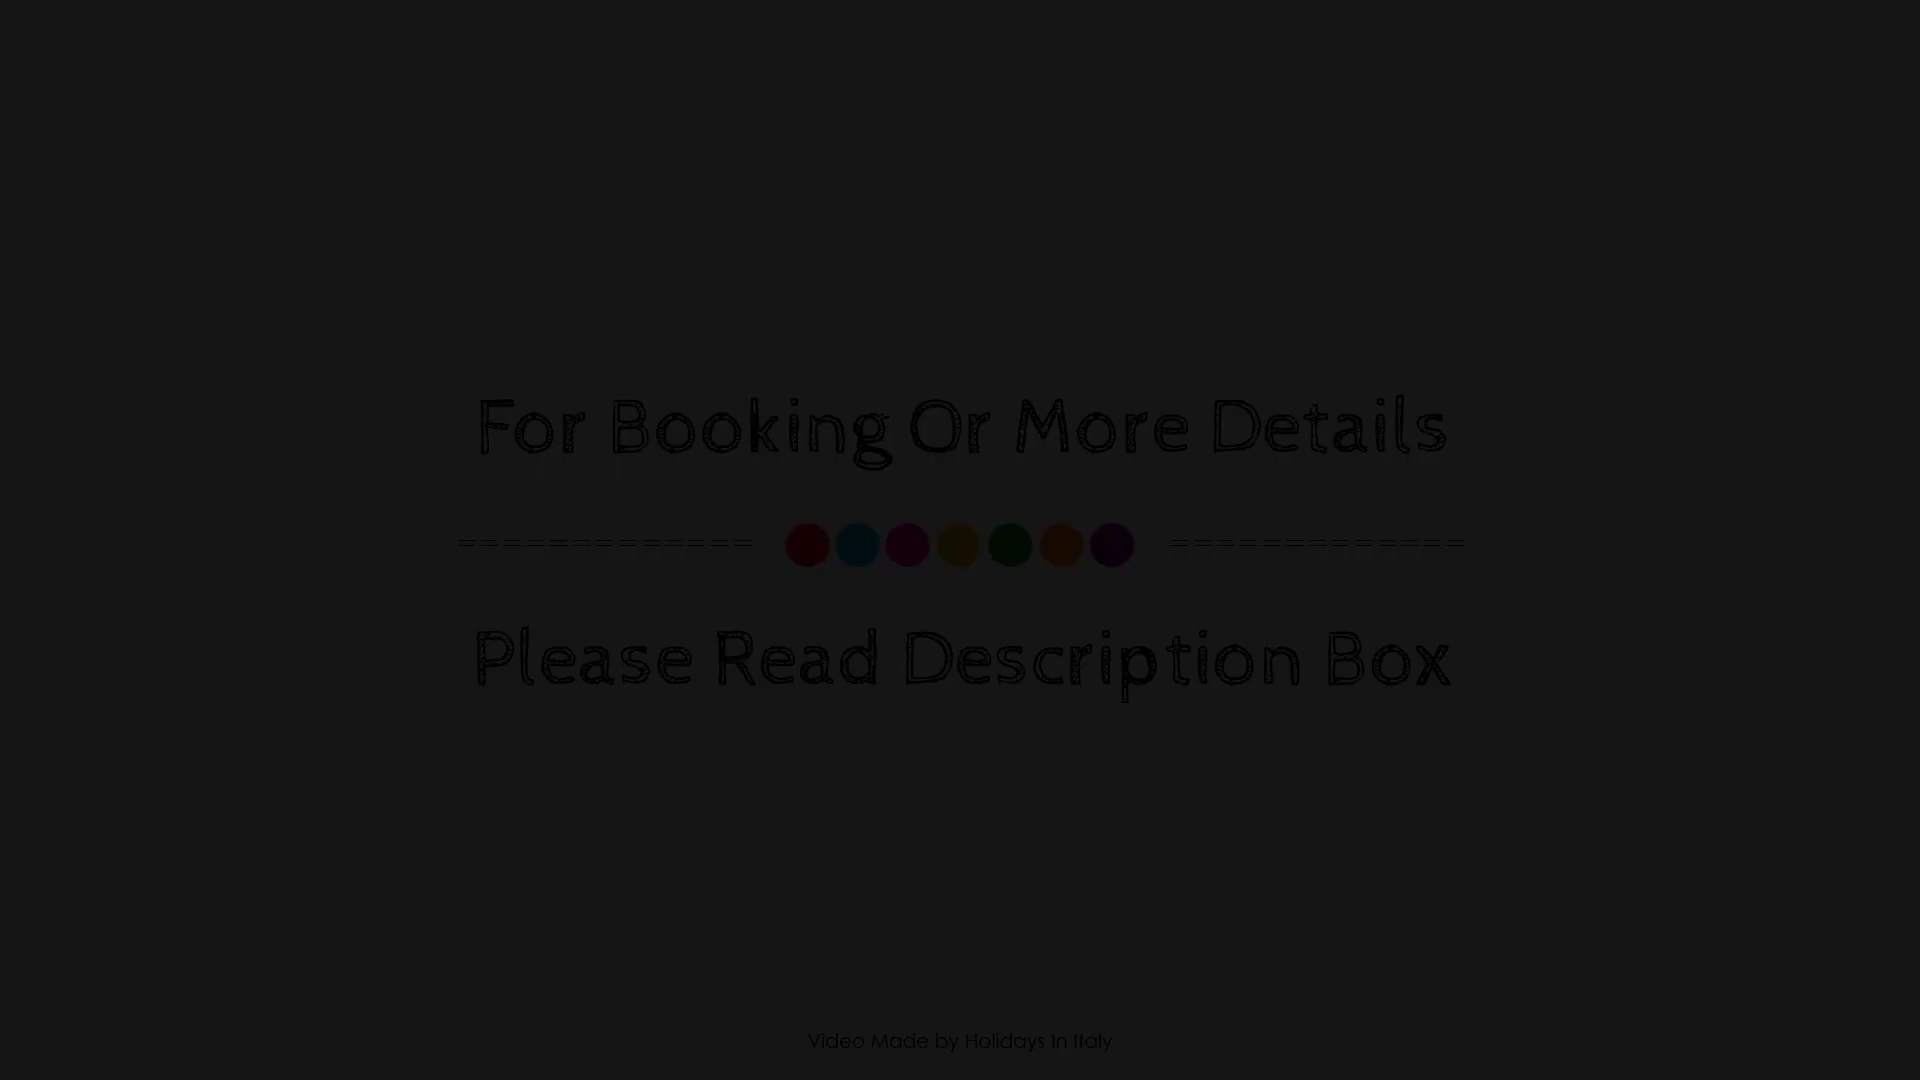 For Booking Or More Details
============= =============
Please Read Description Box
Video Made by Holidays In Italy